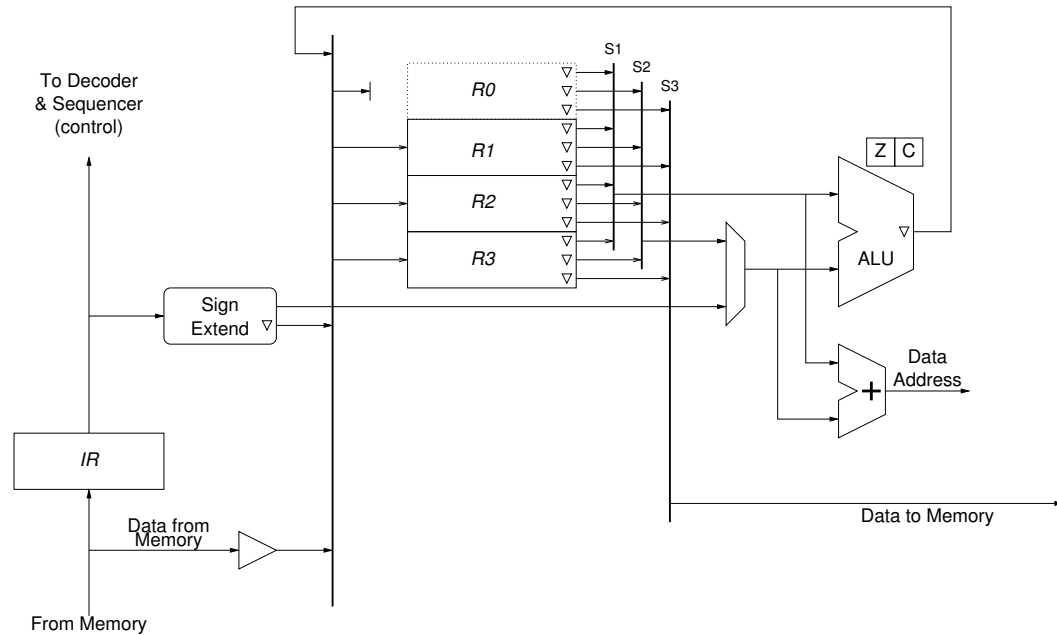 To Decoder
& Sequencer
(control)
S1
S2
S3
R0
R1
R2
R3
Z C
ALU
Sign
Extend
Data
Address
+
IR
Data from
Memory
Data to Memory
From Memory